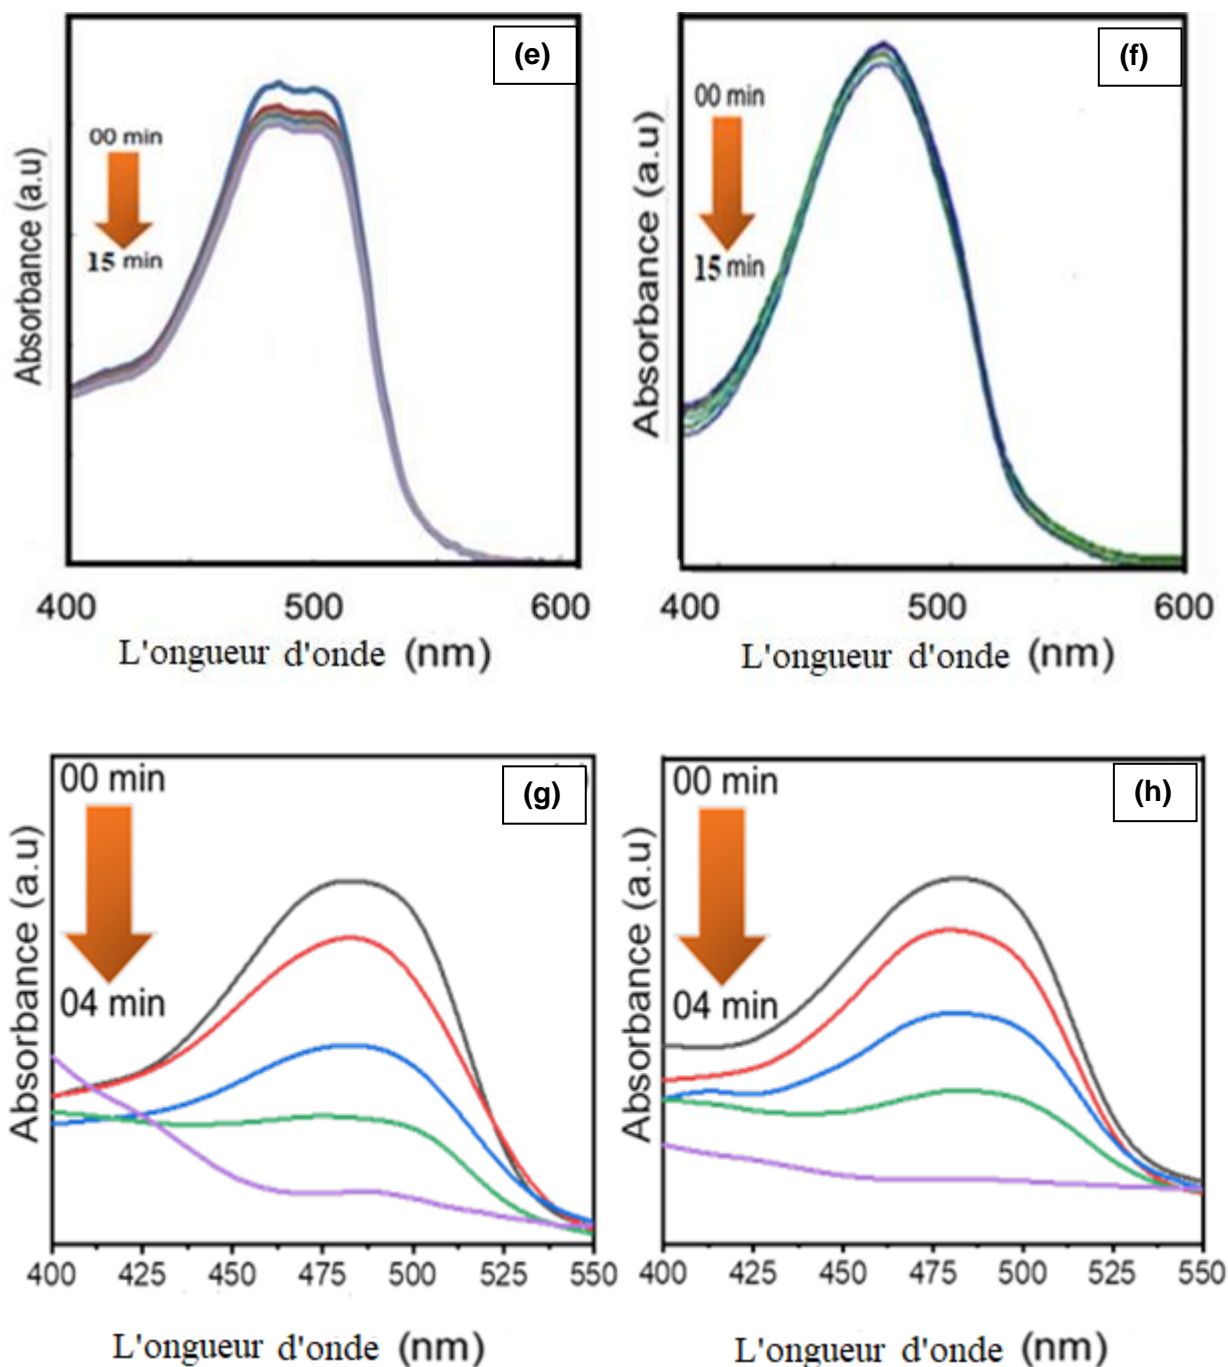 (e)
00 min
15 min
Absorbance (a.u)
400 500 600
L'ongueur d'onde (nm)
(f)
00 min
15 min
Absorbance (a.u)
400 500 600
L'ongueur d'onde (nm)
(g)
00 min
04 min
Absorbance (a.u)
400 425 450 475 500 525 550
L'ongueur d'onde (nm)
(h)
00 min
04 min
Absorbance (a.u)
400 425 450 475 500 525 550
L'ongueur d'onde (nm)